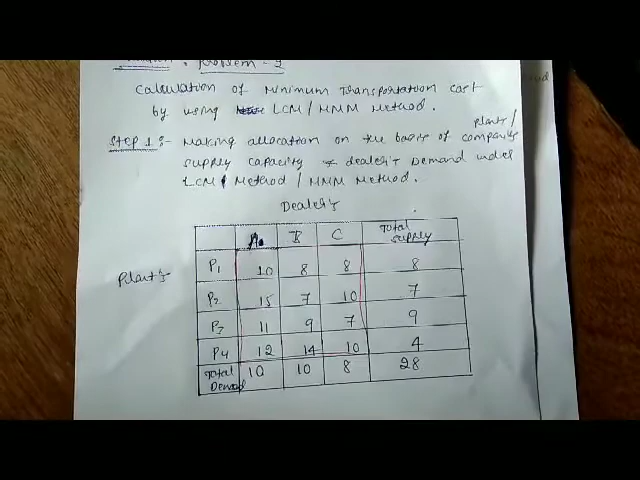 Problem - 2
Calculation of Minimum Transportation cost
by using LCM / MMM Method.
Step 1:- Making allocation on the basis of company
plant/
supply capacity & dealer's Demand under
LCM / Method / MMM Method.
Dealer's
A B C Total supply
Plant's
P1 10 8 8 8
P2 15 7 10 7
P3 11 9 7 9
P4 12 14 10 4
Total Demand 10 10 8 28